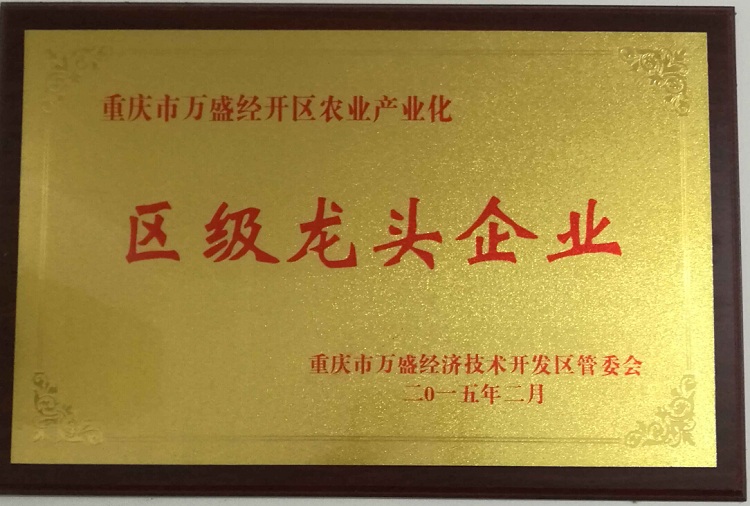 重庆市万盛经开区农业产业化
区级龙头企业
重庆市万盛经济技术开发区管委会
二0一五年二月